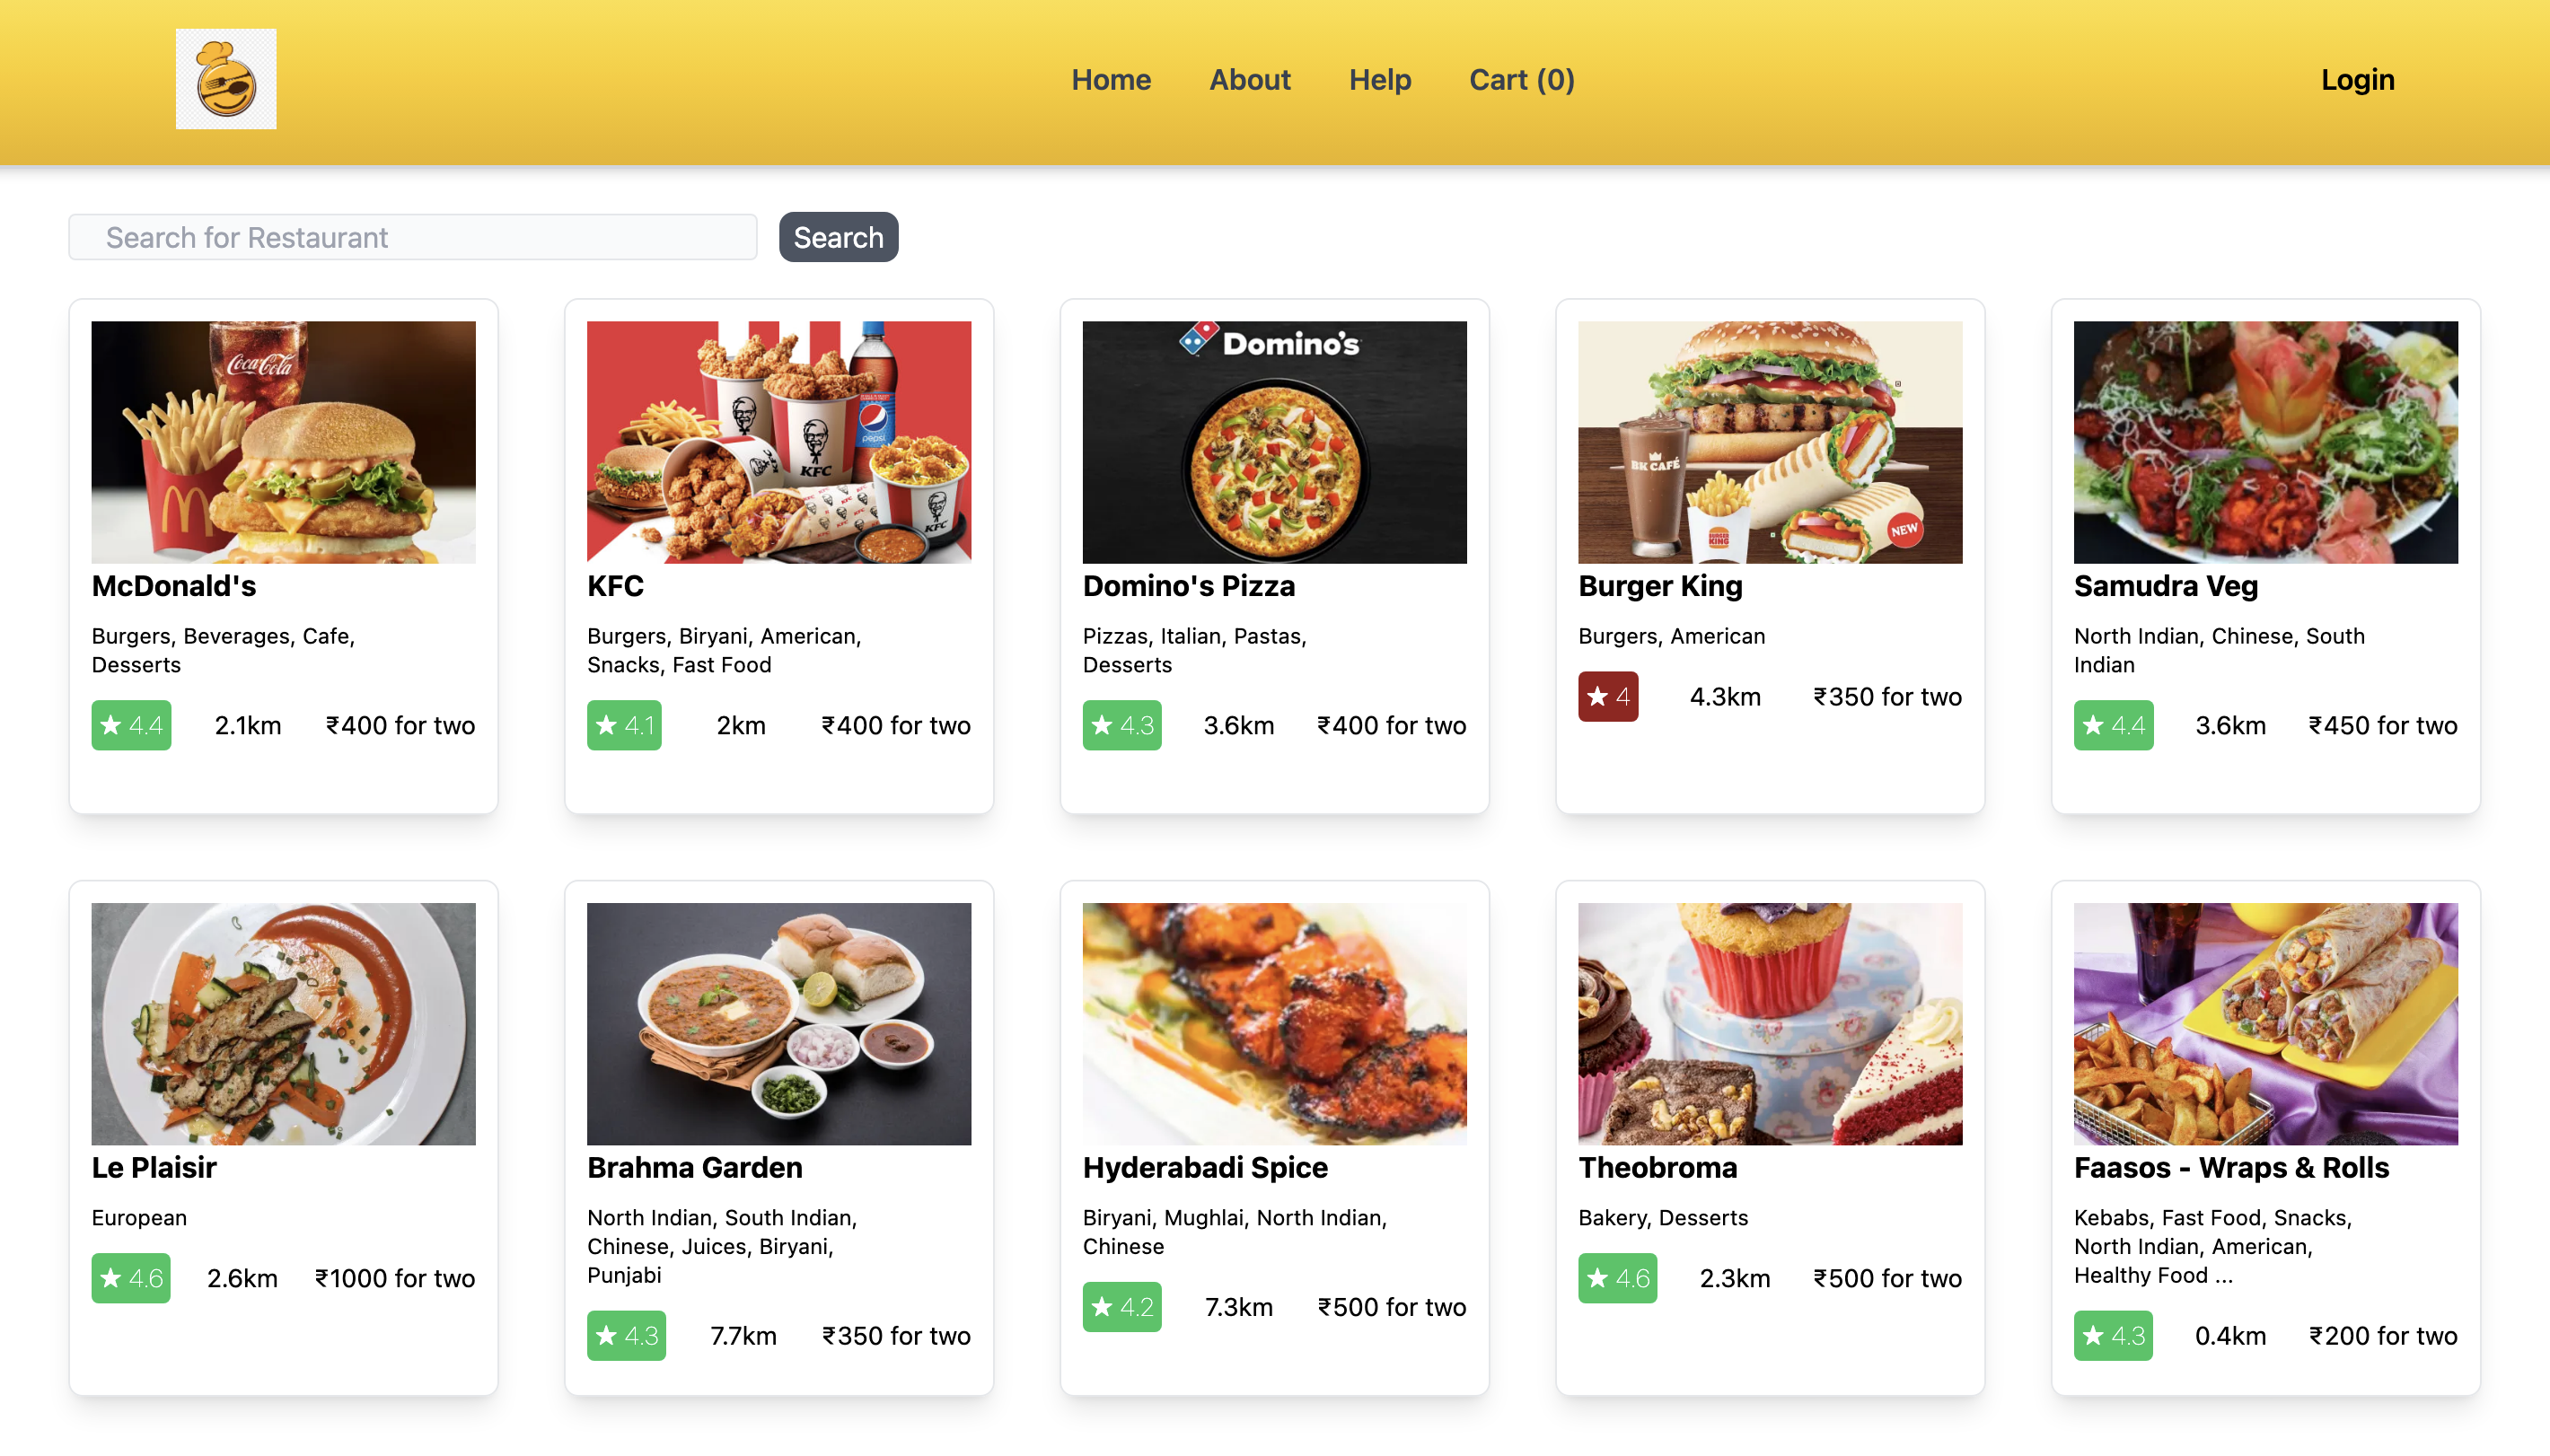 Home About Help Cart (0) Login
Search for Restaurant Search
Coca-Cola
KFC
pepsi
KFC
Domino's
BK CAFÉ
BURGER KING
NEW
McDonald's
Burgers, Beverages, Cafe,
Desserts
★ 4.4 2.1km ₹400 for two
KFC
Burgers, Biryani, American,
Snacks, Fast Food
★ 4.1 2km ₹400 for two
Domino's Pizza
Pizzas, Italian, Pastas,
Desserts
★ 4.3 3.6km ₹400 for two
Burger King
Burgers, American
★ 4 4.3km ₹350 for two
Samudra Veg
North Indian, Chinese, South
Indian
★ 4.4 3.6km ₹450 for two
Le Plaisir
European
★ 4.6 2.6km ₹1000 for two
Brahma Garden
North Indian, South Indian,
Chinese, Juices, Biryani,
Punjabi
★ 4.3 7.7km ₹350 for two
Hyderabadi Spice
Biryani, Mughlai, North Indian,
Chinese
★ 4.2 7.3km ₹500 for two
Theobroma
Bakery, Desserts
★ 4.6 2.3km ₹500 for two
Faasos - Wraps & Rolls
Kebabs, Fast Food, Snacks,
North Indian, American,
Healthy Food ...
★ 4.3 0.4km ₹200 for two